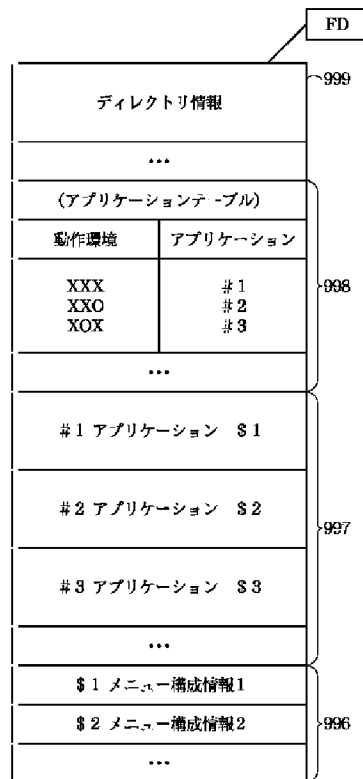 FD
999
ディレクトリ情報
…
(アプリケーションテーブル)
動作環境 アプリケーション
XXX #1
XXO #2
XOX #3
998
…
#1 アプリケーション $1
#2 アプリケーション $2
997
#3 アプリケーション $3
…
$1 メニュー構成情報1
$2 メニュー構成情報2
996
…